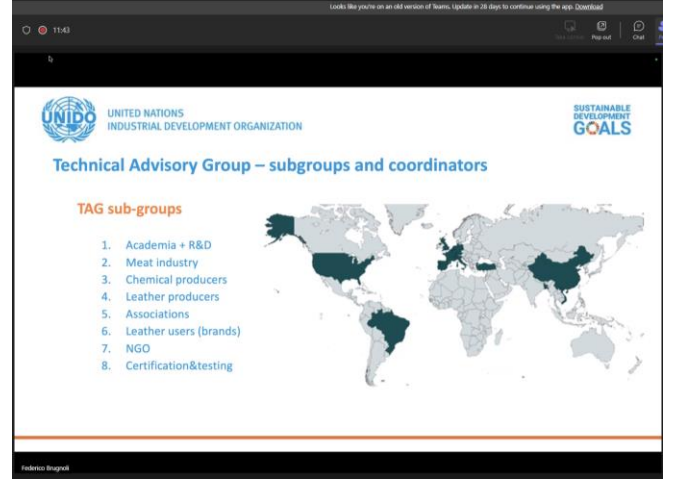 Looks like you're on an old version of Teams. Update in 28 days to continue using the app. Download
11:43
Pop out
Chat
UNIDO
UNITED NATIONS
INDUSTRIAL DEVELOPMENT ORGANIZATION
SUSTAINABLE
DEVELOPMENT
GOALS
Technical Advisory Group – subgroups and coordinators
TAG sub-groups
1. Academia + R&D
2. Meat industry
3. Chemical producers
4. Leather producers
5. Associations
6. Leather users (brands)
7. NGO
8. Certification&testing
Federico Brugnoli